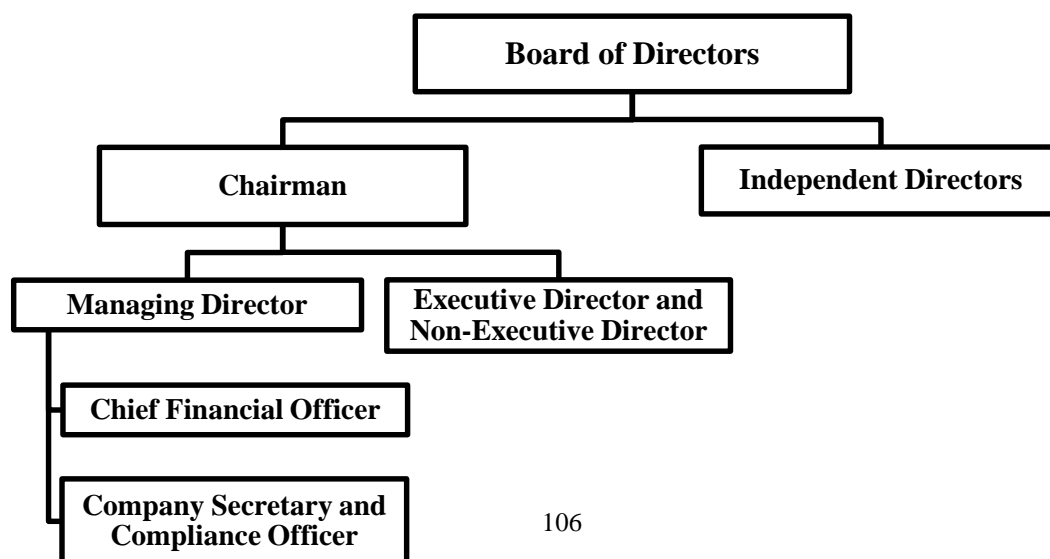 Board of Directors
Chairman
Independent Directors
Managing Director
Executive Director and
Non-Executive Director
Chief Financial Officer
Company Secretary and
Compliance Officer
106